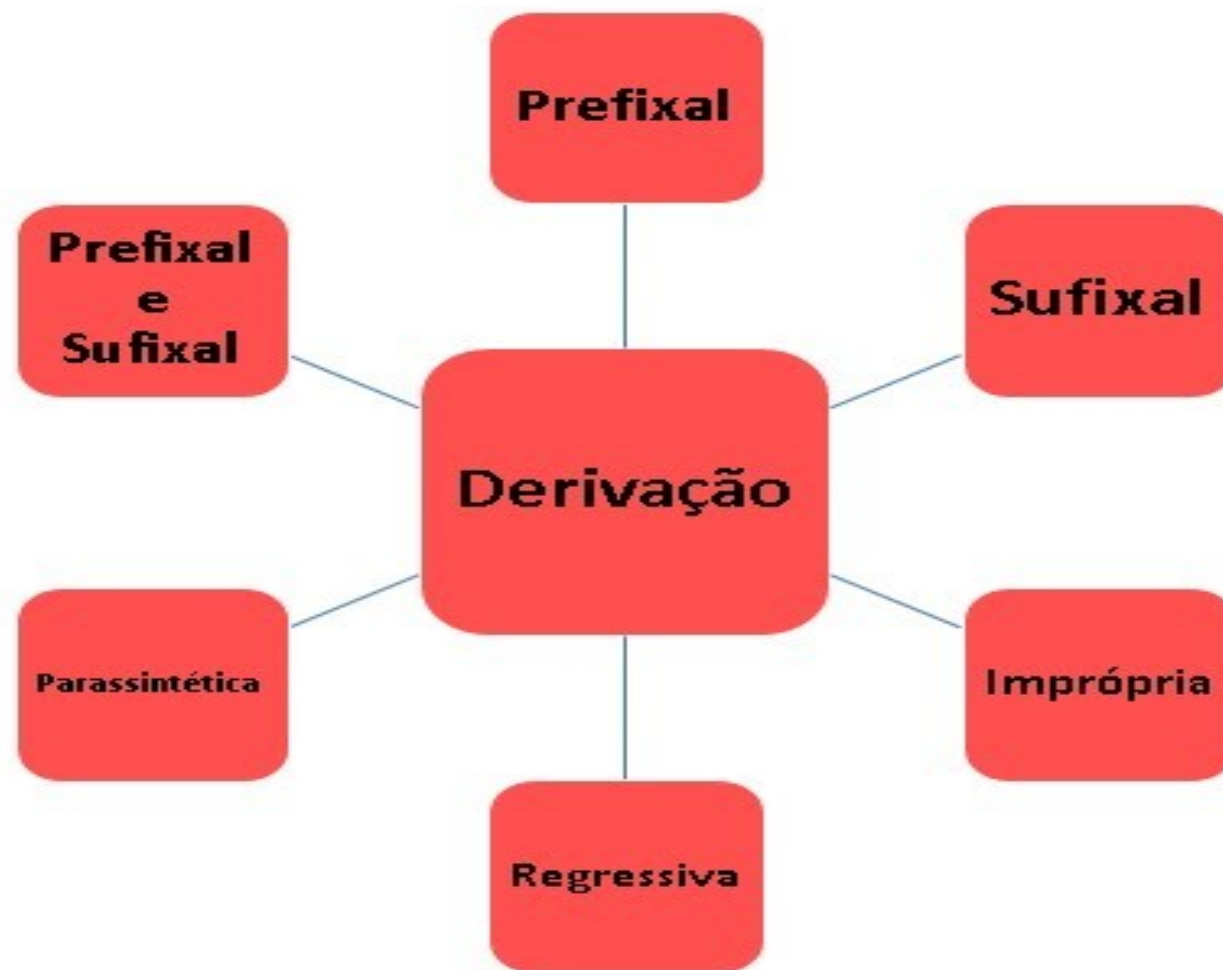 Prefixal
Prefixal
e
Sufixal
Sufixal
Derivação
Parassintética
Imprópria
Regressiva